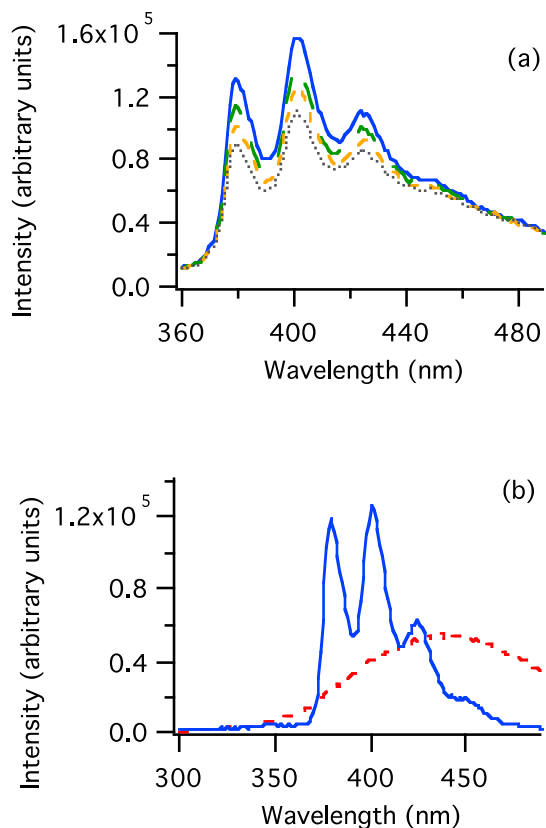 1.6x10 5
(a)
1.2
0.8
0.4
0.0
Intensity (arbitrary units)
360 400 440 480
Wavelength (nm)
(b)
1.2x10 5
0.8
0.4
0.0
Intensity (arbitrary units)
300 350 400 450
Wavelength (nm)